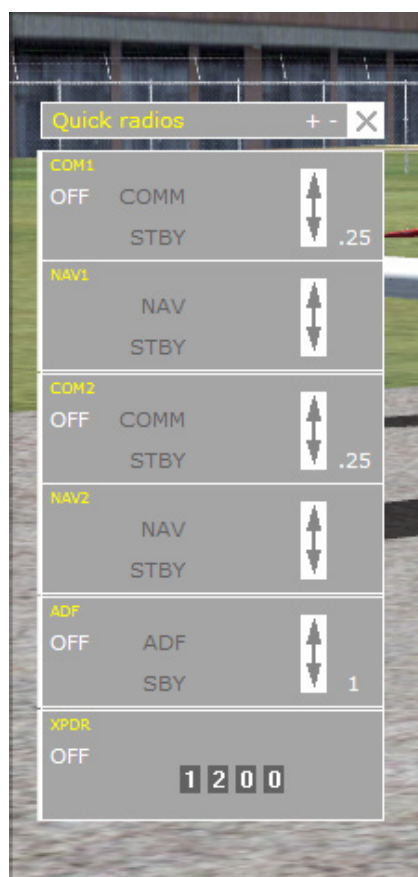 Quick radios + -
COM1
OFF COMM
STBY .25
NAV1
NAV
STBY
COM2
OFF COMM
STBY .25
NAV2
NAV
STBY
ADF
OFF ADF
SBY 1
XPDR
OFF
1200